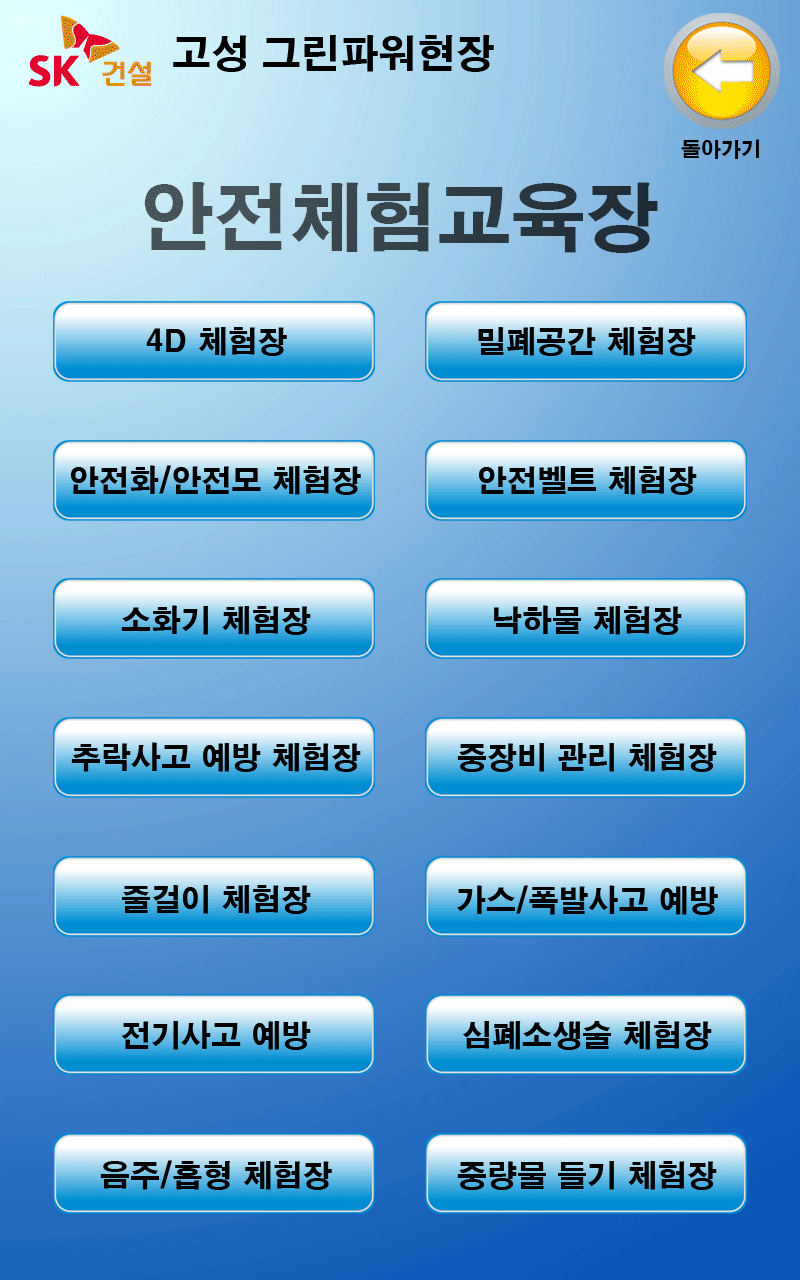 SK 건설 고성 그린파워현장
돌아가기
안전체험교육장
4D 체험장
밀폐공간 체험장
안전화/안전모 체험장
안전벨트 체험장
소화기 체험장
낙하물 체험장
추락사고 예방 체험장
중장비 관리 체험장
줄걸이 체험장
가스/폭발사고 예방
전기사고 예방
심폐소생술 체험장
음주/흡형 체험장
중량물 들기 체험장